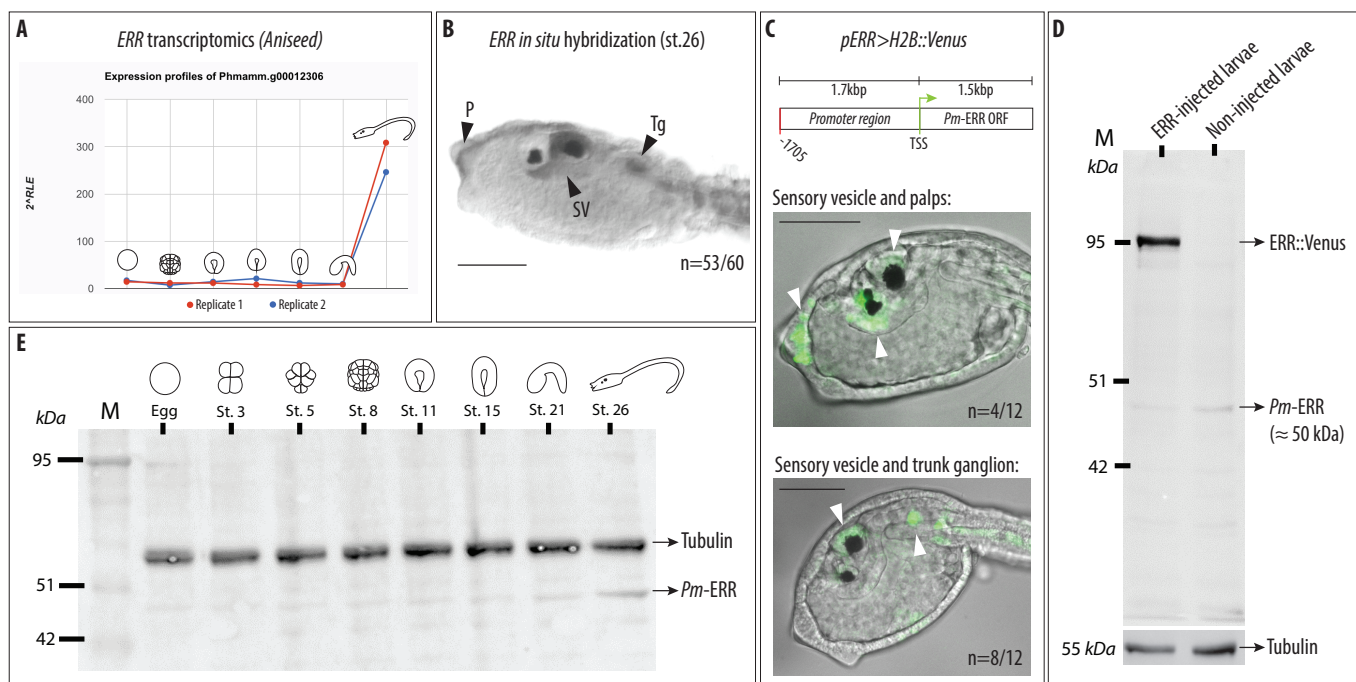 A
ERR transcriptomics (Aniseed)
Expression profiles of Phmamm.g00012306
400
300
200
100
0
2^RLE
Replicate 1
Replicate 2
B
ERR in situ hybridization (st.26)
P
Tg
SV
n=53/60
C
pERR>H2B::Venus
1.7kbp
1.5kbp
Promoter region
Pm-ERR ORF
-1705
TSS
Sensory vesicle and palps:
n=4/12
Sensory vesicle and trunk ganglion:
n=8/12
D
ERR-injected larvae
Non-injected larvae
M
kDa
95
ERR::Venus
51
Pm-ERR
(≈ 50 kDa)
42
55 kDa
Tubulin
E
kDa
M
Egg
St. 3
St. 5
St. 8
St. 11
St. 15
St. 21
St. 26
95
Tubulin
51
Pm-ERR
42